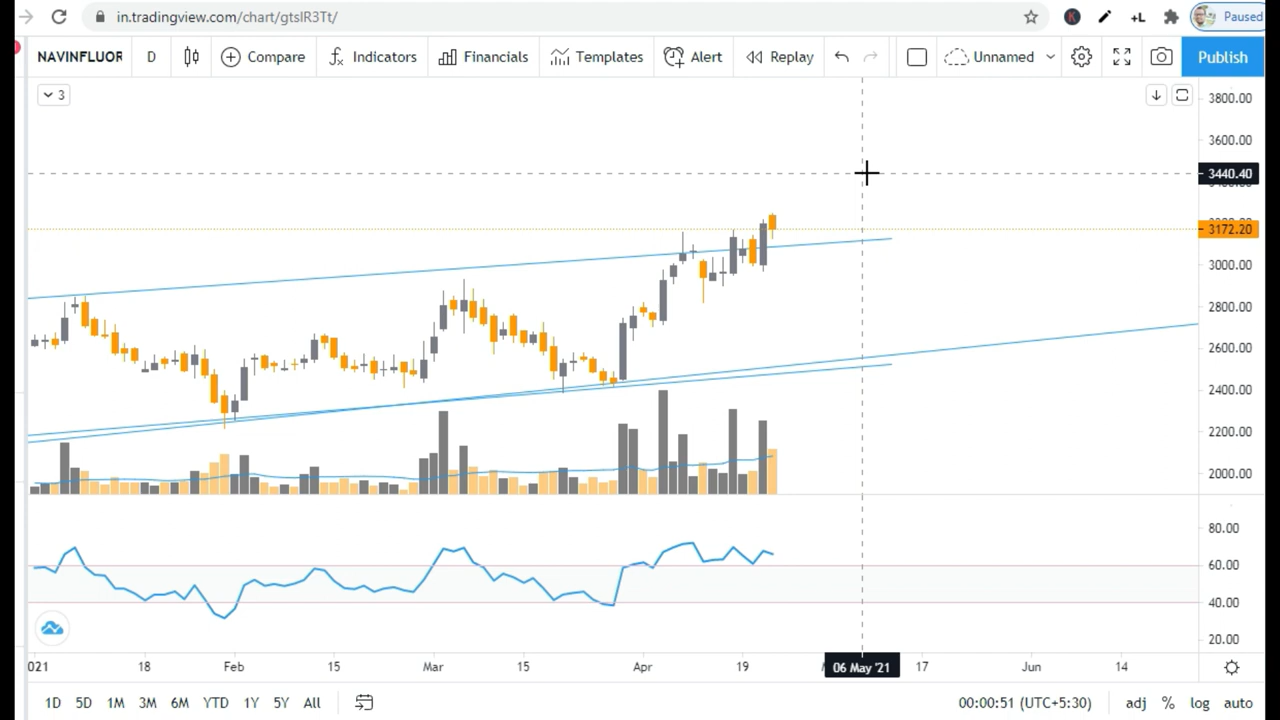 in.tradingview.com/chart/gtslR3Tt/
K
+L
Paused
NAVINFLUOR D Compare Indicators Financials Templates Alert Replay Unnamed Publish
3
3800.00
3600.00
3440.40
3172.20
3000.00
2800.00
2600.00
2400.00
2200.00
2000.00
80.00
60.00
40.00
20.00
021 18 Feb 15 Mar 15 Apr 19 06 May '21 17 Jun 14
1D 5D 1M 3M 6M YTD 1Y 5Y All 00:00:51 (UTC+5:30) adj % log auto